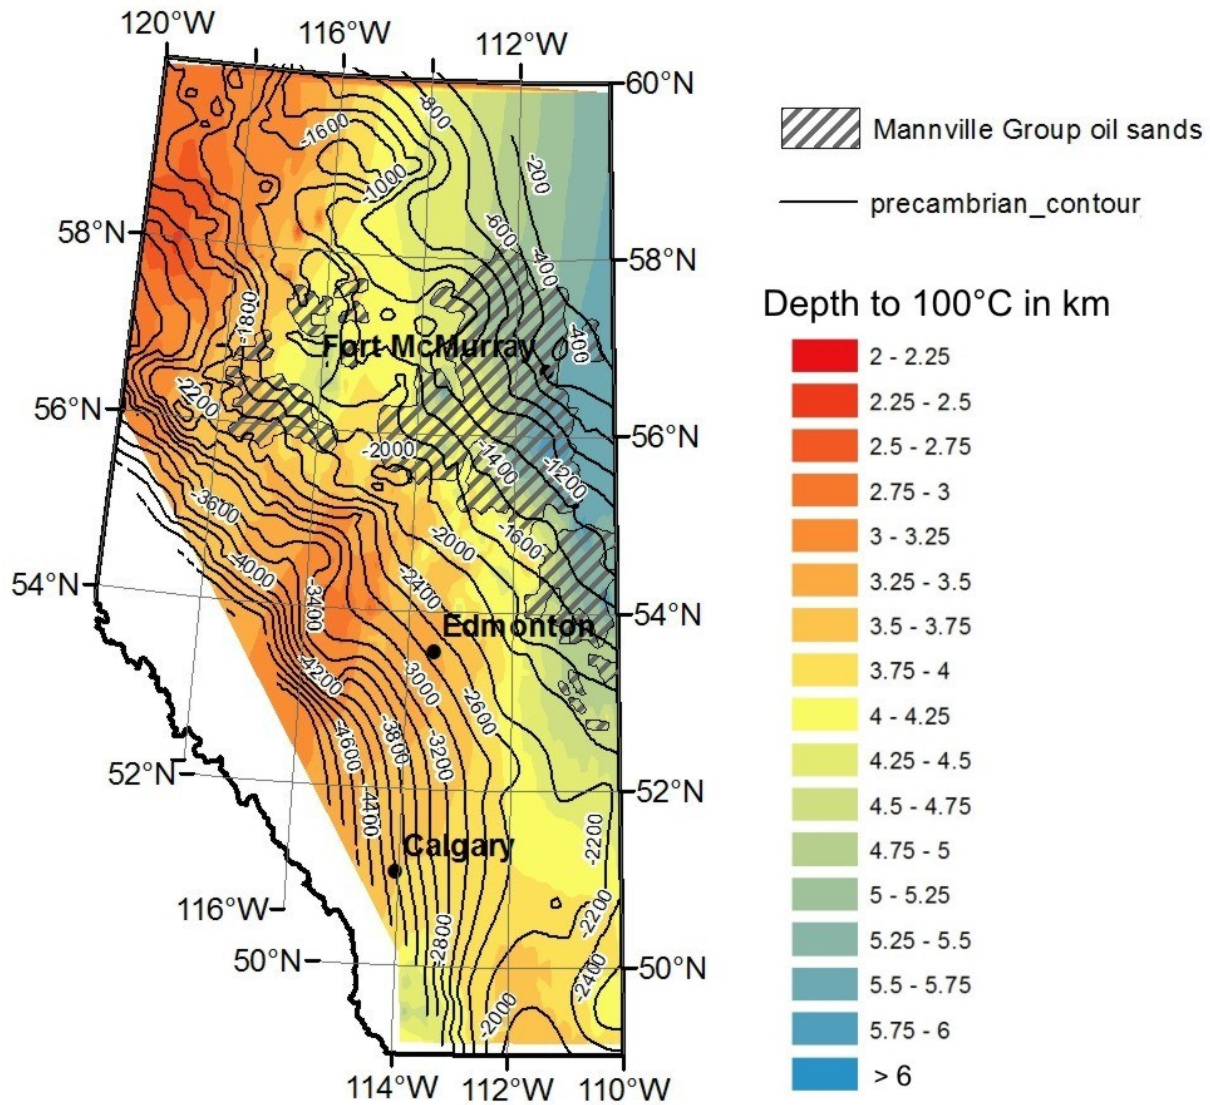 120°W
116°W
112°W
60°N
58°N
56°N
54°N
52°N
50°N
58°N
56°N
54°N
52°N
116°W
50°N
114°W
112°W
110°W
-800
-1600
-1000
-200
-600
-400
-1800
-400
Fort McMurray
-2200
-2000
-1400
-1200
-3600
-1600
-2000
-4000
-2400
-3400
Edmonton
-4200
-3000
-2600
-4600
-3800
-3200
-4400
Calgary
-2200
-2200
-2800
-2400
-2000
Mannville Group oil sands
precambrian_contour
Depth to 100°C in km
2 - 2.25
2.25 - 2.5
2.5 - 2.75
2.75 - 3
3 - 3.25
3.25 - 3.5
3.5 - 3.75
3.75 - 4
4 - 4.25
4.25 - 4.5
4.5 - 4.75
4.75 - 5
5 - 5.25
5.25 - 5.5
5.5 - 5.75
5.75 - 6
> 6